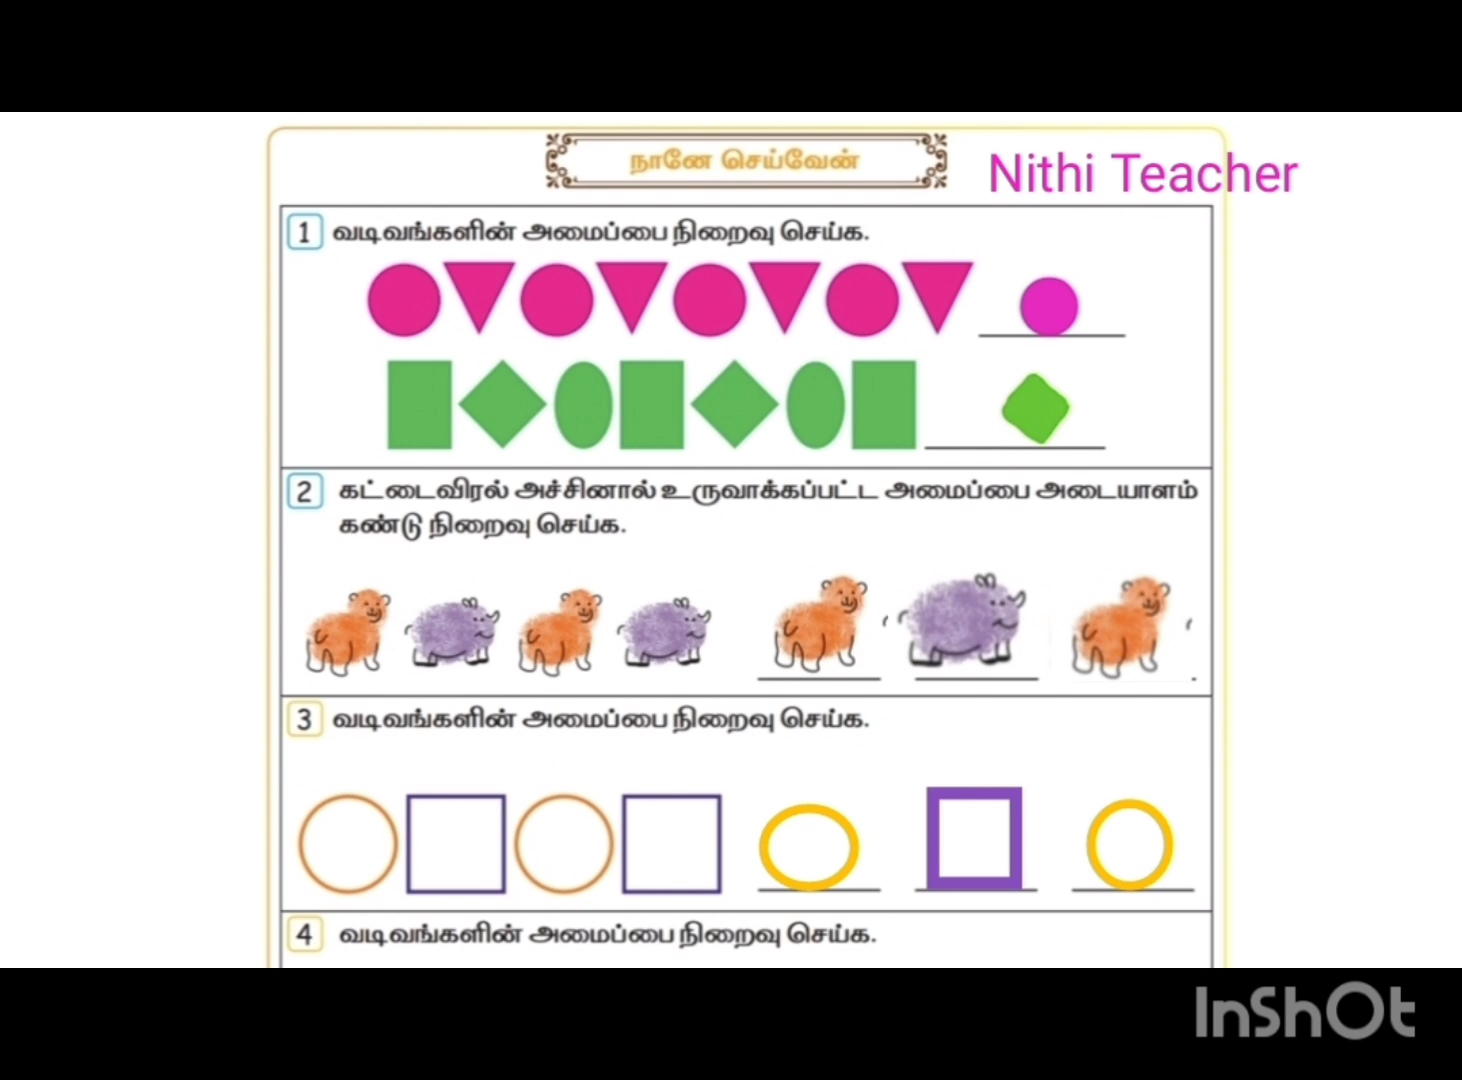 நானே செய்வேன்
Nithi Teacher
1 வடிவங்களின் அமைப்பை நிறைவு செய்க.
2 கட்டைவிரல் அச்சினால் உருவாக்கப்பட்ட அமைப்பை அடையாளம்
கண்டு நிறைவு செய்க.
3 வடிவங்களின் அமைப்பை நிறைவு செய்க.
4 வடிவங்களின் அமைப்பை நிறைவு செய்க.
InShOt